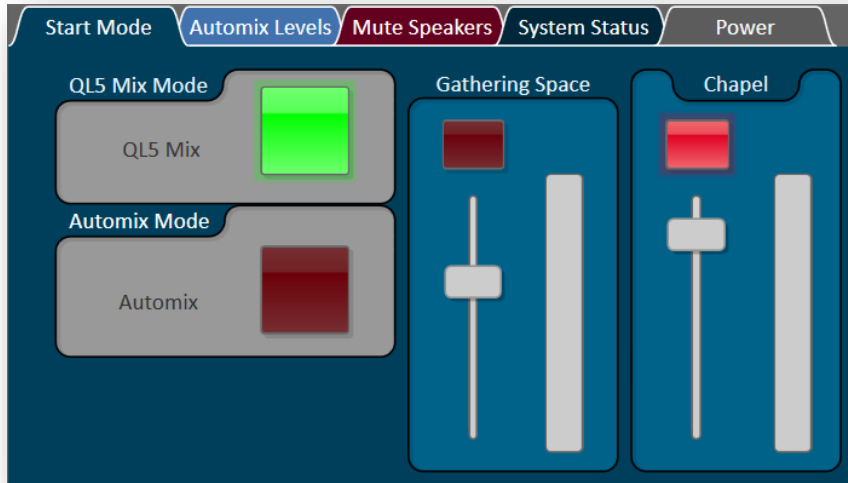 Start Mode
Automix Levels
Mute Speakers
System Status
Power
QL5 Mix Mode
QL5 Mix
Automix Mode
Automix
Gathering Space
Chapel